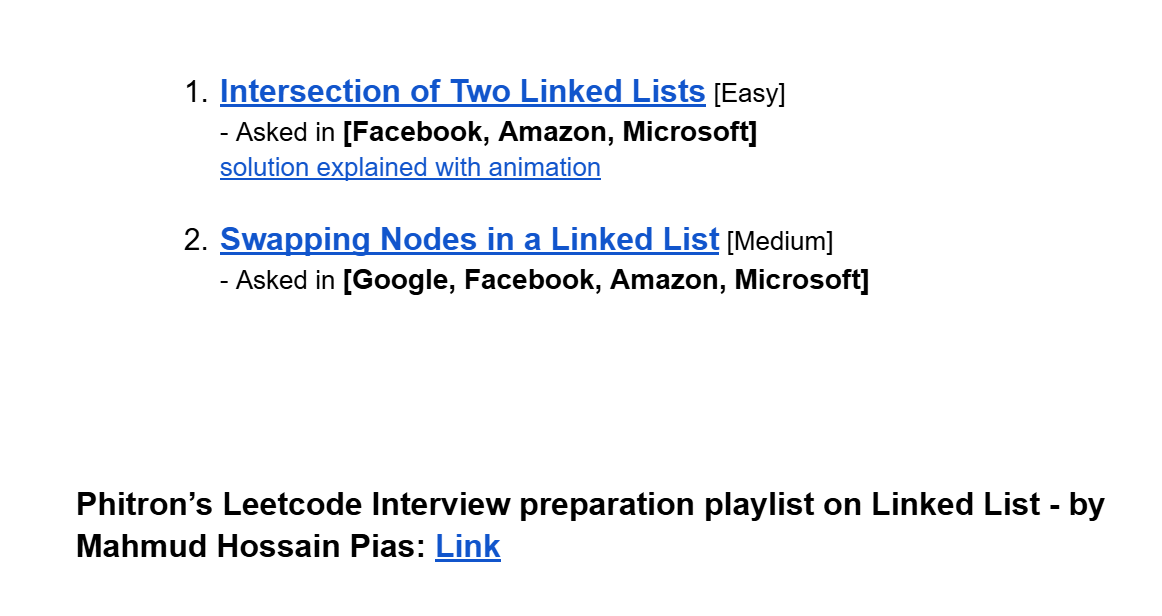 1. Intersection of Two Linked Lists [Easy]
- Asked in [Facebook, Amazon, Microsoft]
solution explained with animation
2. Swapping Nodes in a Linked List [Medium]
- Asked in [Google, Facebook, Amazon, Microsoft]
Phitron’s Leetcode Interview preparation playlist on Linked List - by
Mahmud Hossain Pias: Link